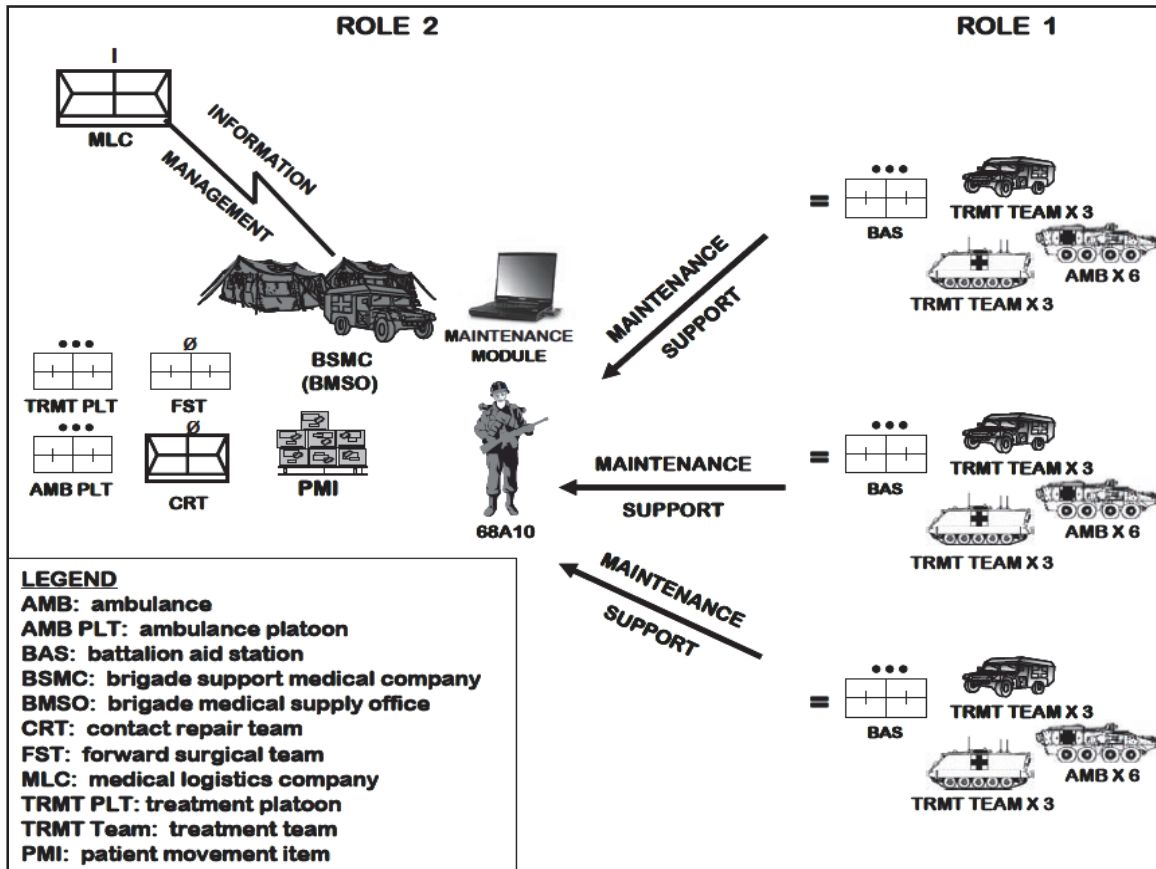 ROLE 2
ROLE 1
I
MLC
INFORMATION
MANAGEMENT
BSMC
(BMSO)
MAINTENANCE
MODULE
TRMT PLT
Ø
FST
AMB PLT
Ø
CRT
PMI
68A10
MAINTENANCE
SUPPORT
MAINTENANCE
SUPPORT
MAINTENANCE
SUPPORT
=
BAS
TRMT TEAM X 3
AMB X 6
TRMT TEAM X 3
=
BAS
TRMT TEAM X 3
AMB X 6
TRMT TEAM X 3
=
BAS
TRMT TEAM X 3
AMB X 6
TRMT TEAM X 3
LEGEND
AMB: ambulance
AMB PLT: ambulance platoon
BAS: battalion aid station
BSMC: brigade support medical company
BMSO: brigade medical supply office
CRT: contact repair team
FST: forward surgical team
MLC: medical logistics company
TRMT PLT: treatment platoon
TRMT Team: treatment team
PMI: patient movement item